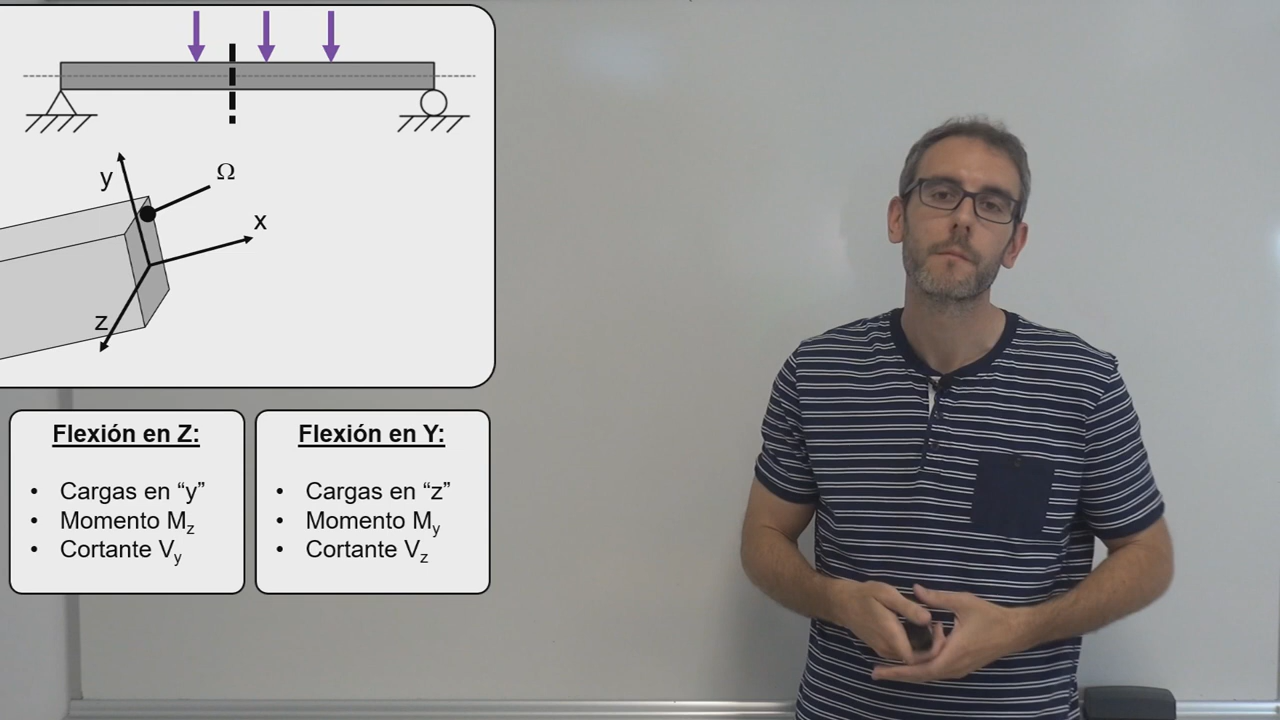 y
Ω
x
z
Flexión en Z:
• Cargas en “y”
• Momento Mz
• Cortante Vy
Flexión en Y:
• Cargas en “z”
• Momento My
• Cortante Vz